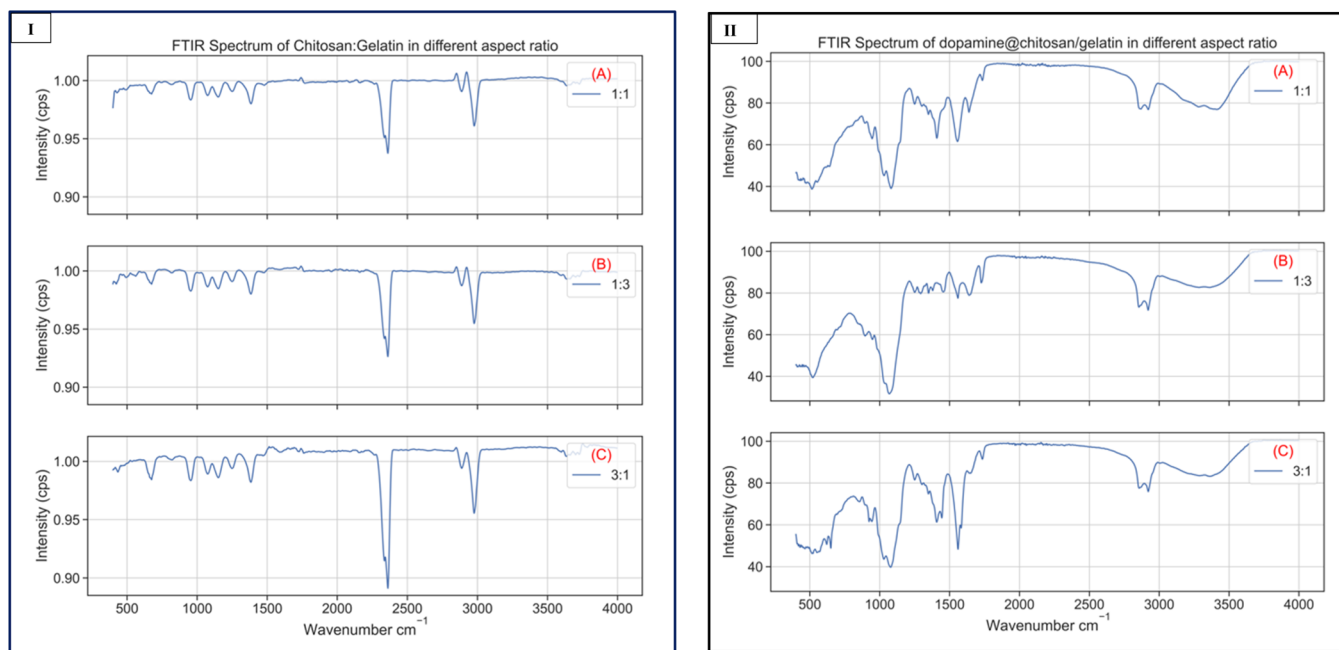 I
FTIR Spectrum of Chitosan:Gelatin in different aspect ratio
1.00
0.95
0.90
Intensity (cps)
(A)
1:1
1.00
0.95
0.90
Intensity (cps)
(B)
1:3
1.00
0.95
0.90
Intensity (cps)
(C)
3:1
500 1000 1500 2000 2500 3000 3500 4000
Wavenumber cm⁻¹
II
FTIR Spectrum of dopamine@chitosan/gelatin in different aspect ratio
100
80
60
40
Intensity (cps)
(A)
1:1
100
80
60
40
Intensity (cps)
(B)
1:3
100
80
60
40
Intensity (cps)
(C)
3:1
500 1000 1500 2000 2500 3000 3500 4000
Wavenumber cm⁻¹